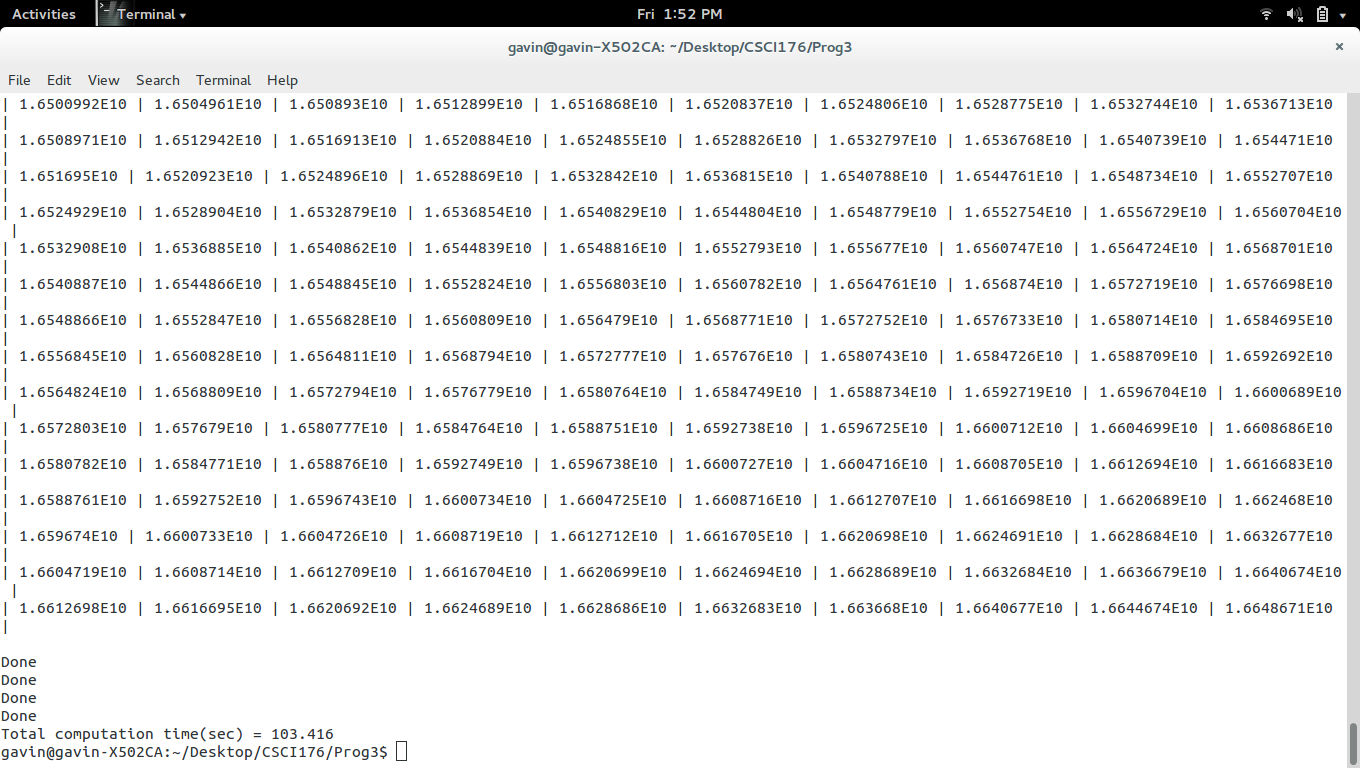 Activities Terminal Fri 1:52 PM
gavin@gavin-X502CA: ~/Desktop/CSCI176/Prog3 ×
File Edit View Search Terminal Help
| 1.6500992E10 | 1.6504961E10 | 1.650893E10 | 1.6512899E10 | 1.6516868E10 | 1.6520837E10 | 1.6524806E10 | 1.6528775E10 | 1.6532744E10 | 1.6536713E10
|
| 1.6508971E10 | 1.6512942E10 | 1.6516913E10 | 1.6520884E10 | 1.6524855E10 | 1.6528826E10 | 1.6532797E10 | 1.6536768E10 | 1.6540739E10 | 1.654471E10
|
| 1.651695E10 | 1.6520923E10 | 1.6524896E10 | 1.6528869E10 | 1.6532842E10 | 1.6536815E10 | 1.6540788E10 | 1.6544761E10 | 1.6548734E10 | 1.6552707E10
|
| 1.6524929E10 | 1.6528904E10 | 1.6532879E10 | 1.6536854E10 | 1.6540829E10 | 1.6544804E10 | 1.6548779E10 | 1.6552754E10 | 1.6556729E10 | 1.6560704E10
|
| 1.6532908E10 | 1.6536885E10 | 1.6540862E10 | 1.6544839E10 | 1.6548816E10 | 1.6552793E10 | 1.655677E10 | 1.6560747E10 | 1.6564724E10 | 1.6568701E10
|
| 1.6540887E10 | 1.6544866E10 | 1.6548845E10 | 1.6552824E10 | 1.6556803E10 | 1.6560782E10 | 1.6564761E10 | 1.656874E10 | 1.6572719E10 | 1.6576698E10
|
| 1.6548866E10 | 1.6552847E10 | 1.6556828E10 | 1.6560809E10 | 1.656479E10 | 1.6568771E10 | 1.6572752E10 | 1.6576733E10 | 1.6580714E10 | 1.6584695E10
|
| 1.6556845E10 | 1.6560828E10 | 1.6564811E10 | 1.6568794E10 | 1.6572777E10 | 1.657676E10 | 1.6580743E10 | 1.6584726E10 | 1.6588709E10 | 1.6592692E10
|
| 1.6564824E10 | 1.6568809E10 | 1.6572794E10 | 1.6576779E10 | 1.6580764E10 | 1.6584749E10 | 1.6588734E10 | 1.6592719E10 | 1.6596704E10 | 1.6600689E10
|
| 1.6572803E10 | 1.657679E10 | 1.6580777E10 | 1.6584764E10 | 1.6588751E10 | 1.6592738E10 | 1.6596725E10 | 1.6600712E10 | 1.6604699E10 | 1.6608686E10
|
| 1.6580782E10 | 1.6584771E10 | 1.658876E10 | 1.6592749E10 | 1.6596738E10 | 1.6600727E10 | 1.6604716E10 | 1.6608705E10 | 1.6612694E10 | 1.6616683E10
|
| 1.6588761E10 | 1.6592752E10 | 1.6596743E10 | 1.6600734E10 | 1.6604725E10 | 1.6608716E10 | 1.6612707E10 | 1.6616698E10 | 1.6620689E10 | 1.662468E10
|
| 1.659674E10 | 1.6600733E10 | 1.6604726E10 | 1.6608719E10 | 1.6612712E10 | 1.6616705E10 | 1.6620698E10 | 1.6624691E10 | 1.6628684E10 | 1.6632677E10
|
| 1.6604719E10 | 1.6608714E10 | 1.6612709E10 | 1.6616704E10 | 1.6620699E10 | 1.6624694E10 | 1.6628689E10 | 1.6632684E10 | 1.6636679E10 | 1.6640674E10
|
| 1.6612698E10 | 1.6616695E10 | 1.6620692E10 | 1.6624689E10 | 1.6628686E10 | 1.6632683E10 | 1.663668E10 | 1.6640677E10 | 1.6644674E10 | 1.6648671E10
|
Done
Done
Done
Done
Total computation time(sec) = 103.416
gavin@gavin-X502CA:~/Desktop/CSCI176/Prog3$